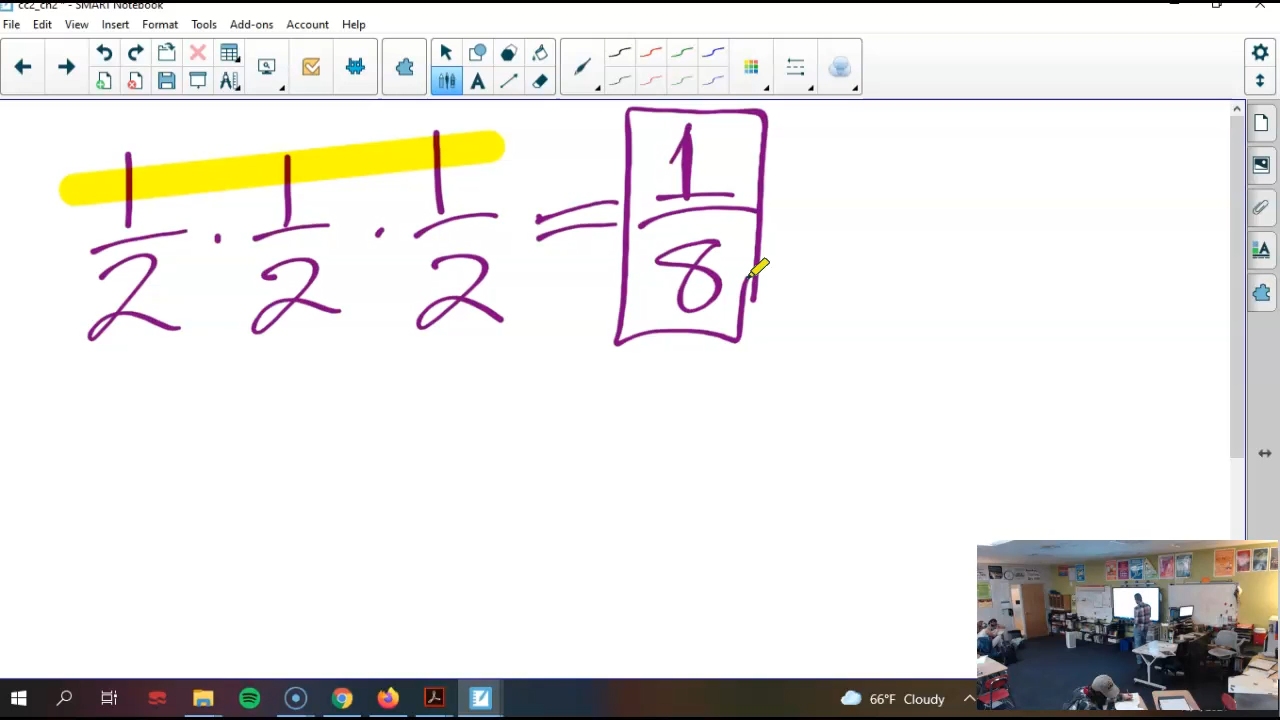 cc2_ch2 * - SMART Notebook
File Edit View Insert Format Tools Add-ons Account Help
1/2 · 1/2 · 1/2 = 1/8
66°F Cloudy